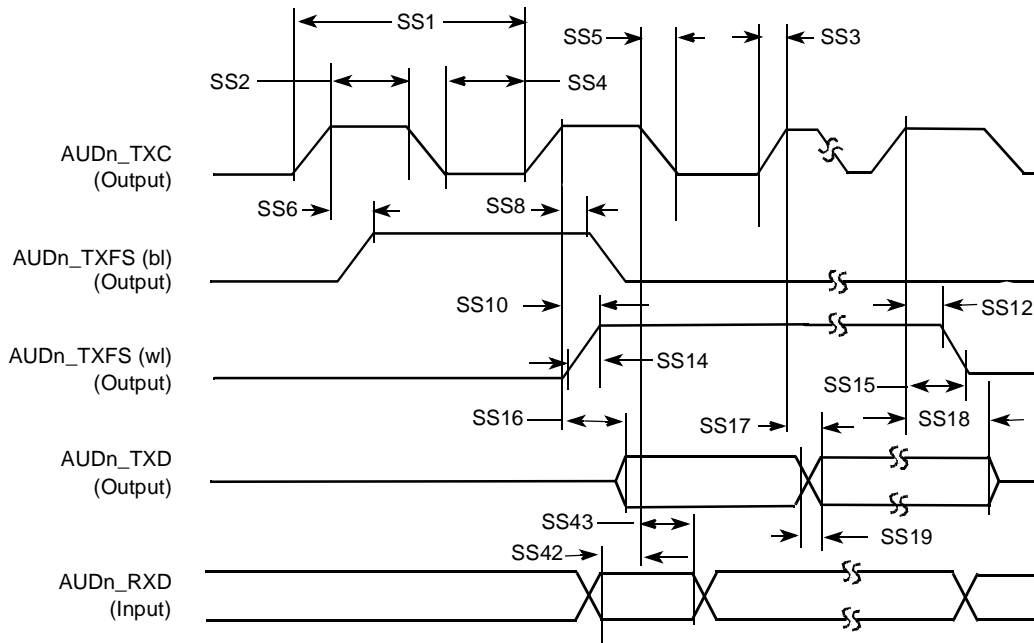 SS1
SS5
SS3
SS2
SS4
AUDn_TXC
(Output)
SS6
SS8
AUDn_TXFS (bl)
(Output)
SS10
SS12
AUDn_TXFS (wl)
(Output)
SS14
SS15
SS16
SS17
SS18
AUDn_TXD
(Output)
SS43
SS19
SS42
AUDn_RXD
(Input)